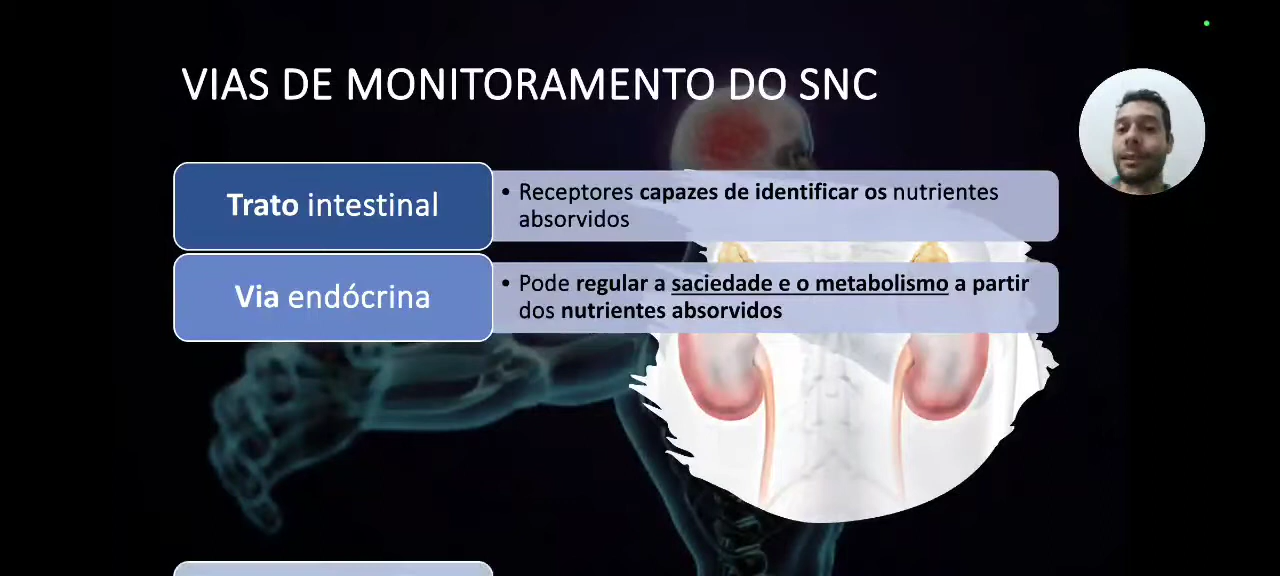 VIAS DE MONITORAMENTO DO SNC
Trato intestinal
• Receptores capazes de identificar os nutrientes
absorvidos
Via endócrina
• Pode regular a saciedade e o metabolismo a partir
dos nutrientes absorvidos